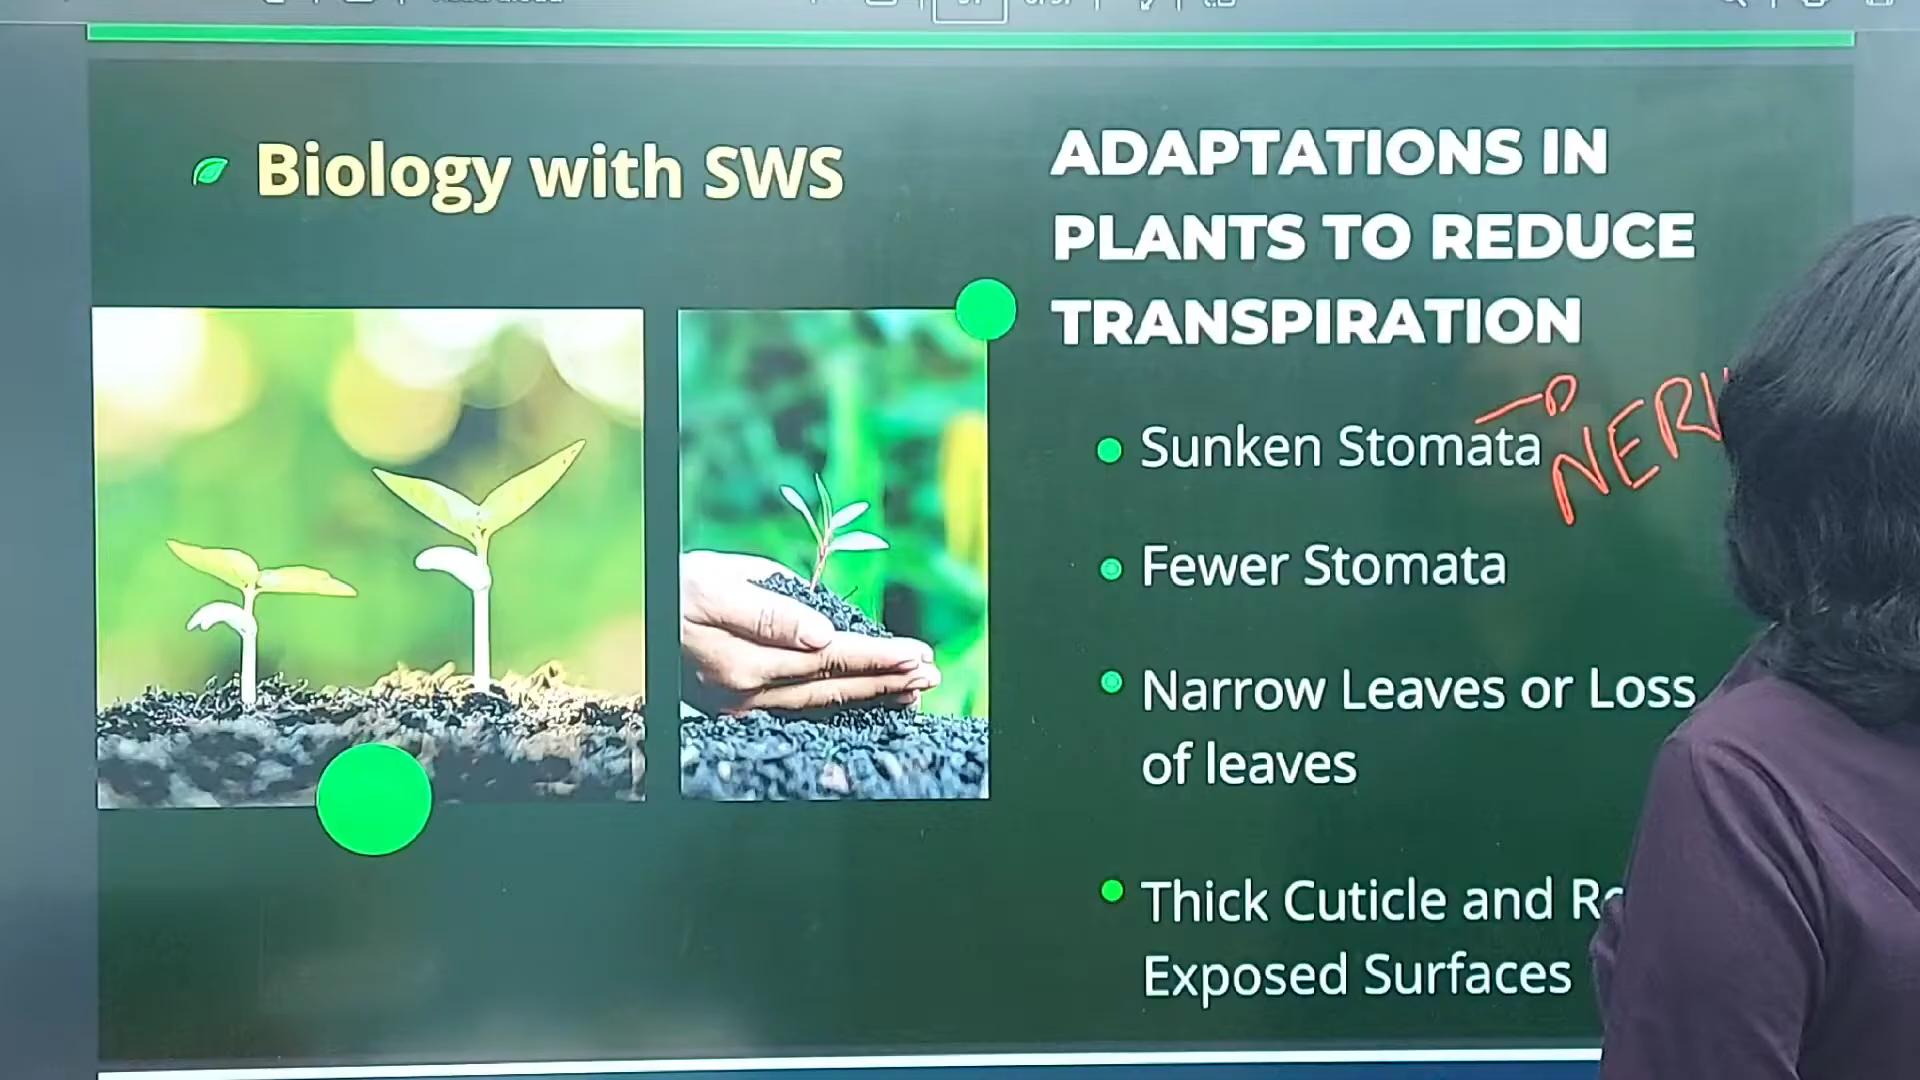 Biology with SWS
ADAPTATIONS IN
PLANTS TO REDUCE
TRANSPIRATION
Sunken Stomata
Fewer Stomata
Narrow Leaves or Loss
of leaves
Thick Cuticle and
Exposed Surfaces